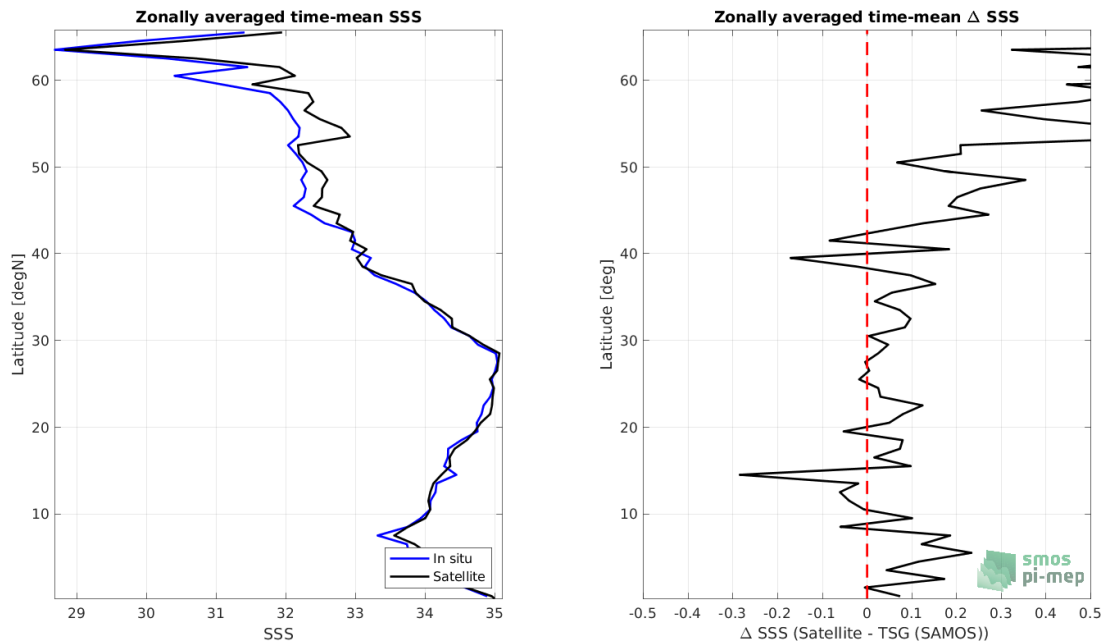 Zonally averaged time-mean SSS
Latitude [degN]
60
50
40
30
20
10
29 30 31 32 33 34 35
SSS
In situ
Satellite
Zonally averaged time-mean Δ SSS
Latitude [deg]
60
50
40
30
20
10
-0.5 -0.4 -0.3 -0.2 -0.1 0 0.1 0.2 0.3 0.4 0.5
Δ SSS (Satellite - TSG (SAMOS))
smos
pi-mep